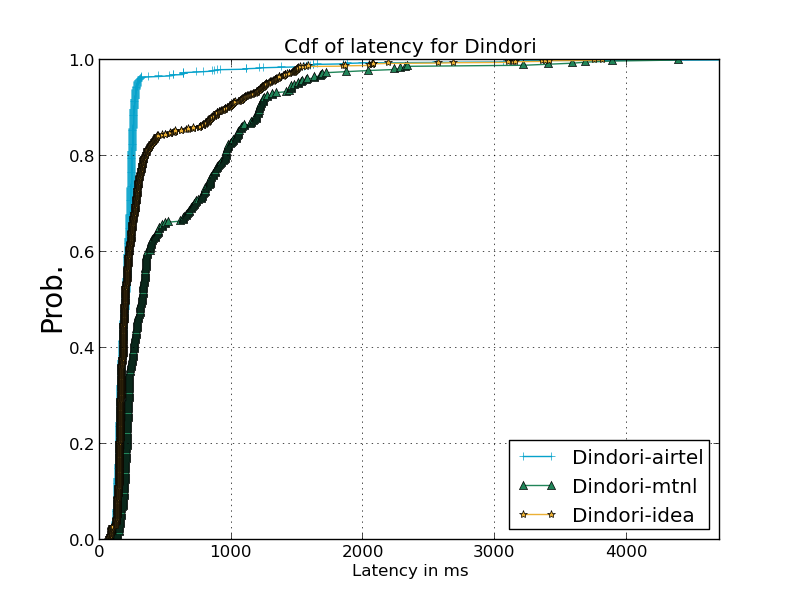 Cdf of latency for Dindori
Prob.
1.0
0.8
0.6
0.4
0.2
0.0
0 1000 2000 3000 4000
Latency in ms
Dindori-airtel
Dindori-mtnl
Dindori-idea